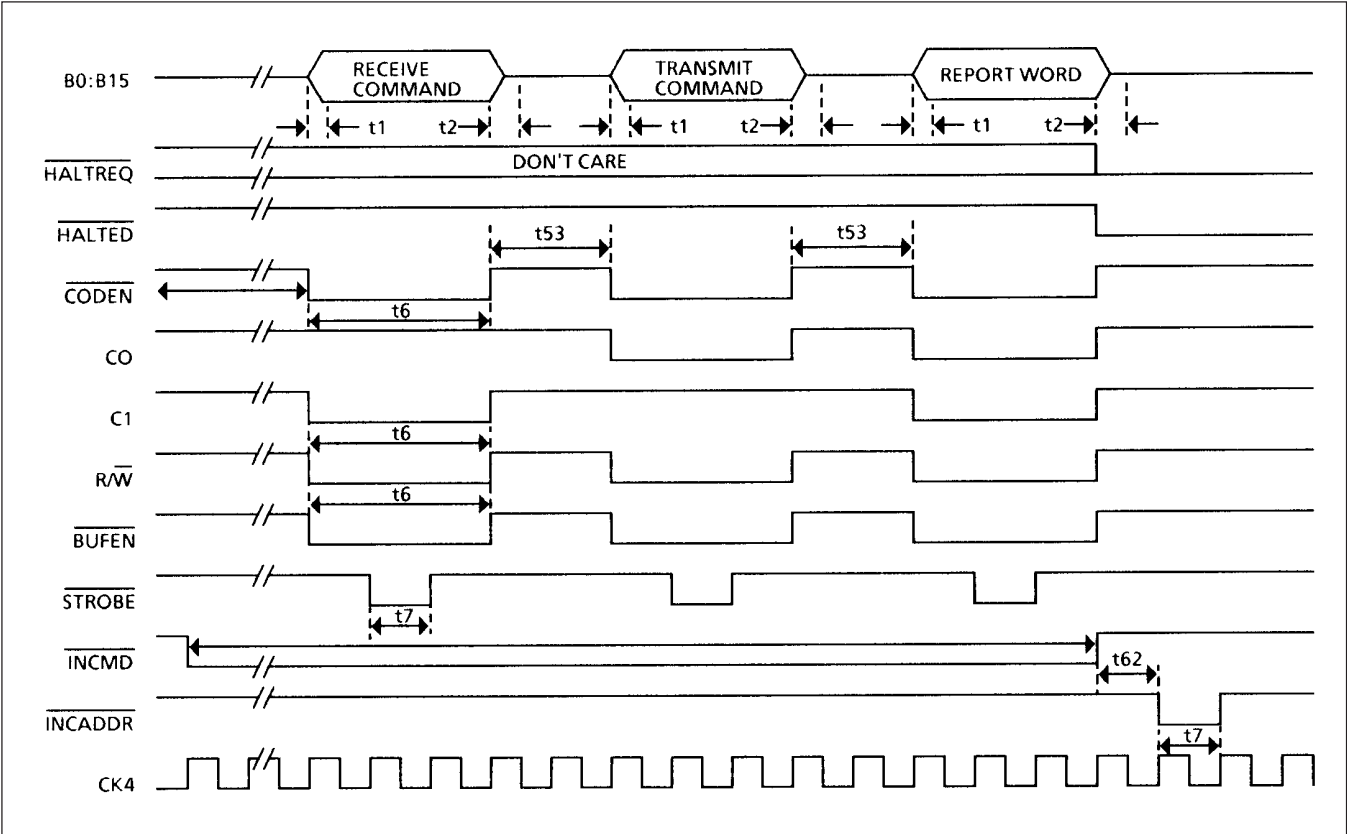 B0:B15
RECEIVE COMMAND
TRANSMIT COMMAND
REPORT WORD
t1 t2 t1 t2 t1 t2
HALTREQ
DON'T CARE
HALTED
t53 t53
CODEN
t6
CO
C1
t6
R/W
t6
BUFEN
STROBE
t7
INCMD
t62
INCADDR
t7
CK4